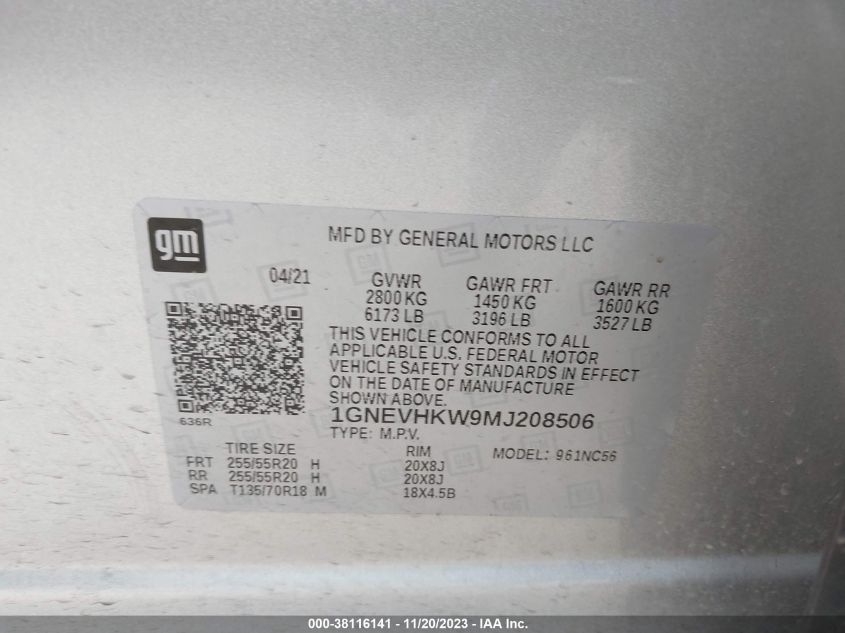 gm
MFD BY GENERAL MOTORS LLC
04/21
GVWR GAWR FRT GAWR RR
2800 KG 1450 KG 1600 KG
6173 LB 3196 LB 3527 LB
THIS VEHICLE CONFORMS TO ALL
APPLICABLE U.S. FEDERAL MOTOR
VEHICLE SAFETY STANDARDS IN EFFECT
ON THE DATE OF MANUFACTURE
SHOWN ABOVE.
636R
1GNEVHKW9MJ208506
TYPE: M.P.V.
TIRE SIZE RIM MODEL: 961NC56
FRT 255/55R20 H 20X8J
RR 255/55R20 H 20X8J
SPA T135/70R18 M 18X4.5B
000-38116141 - 11/20/2023 - IAA Inc.